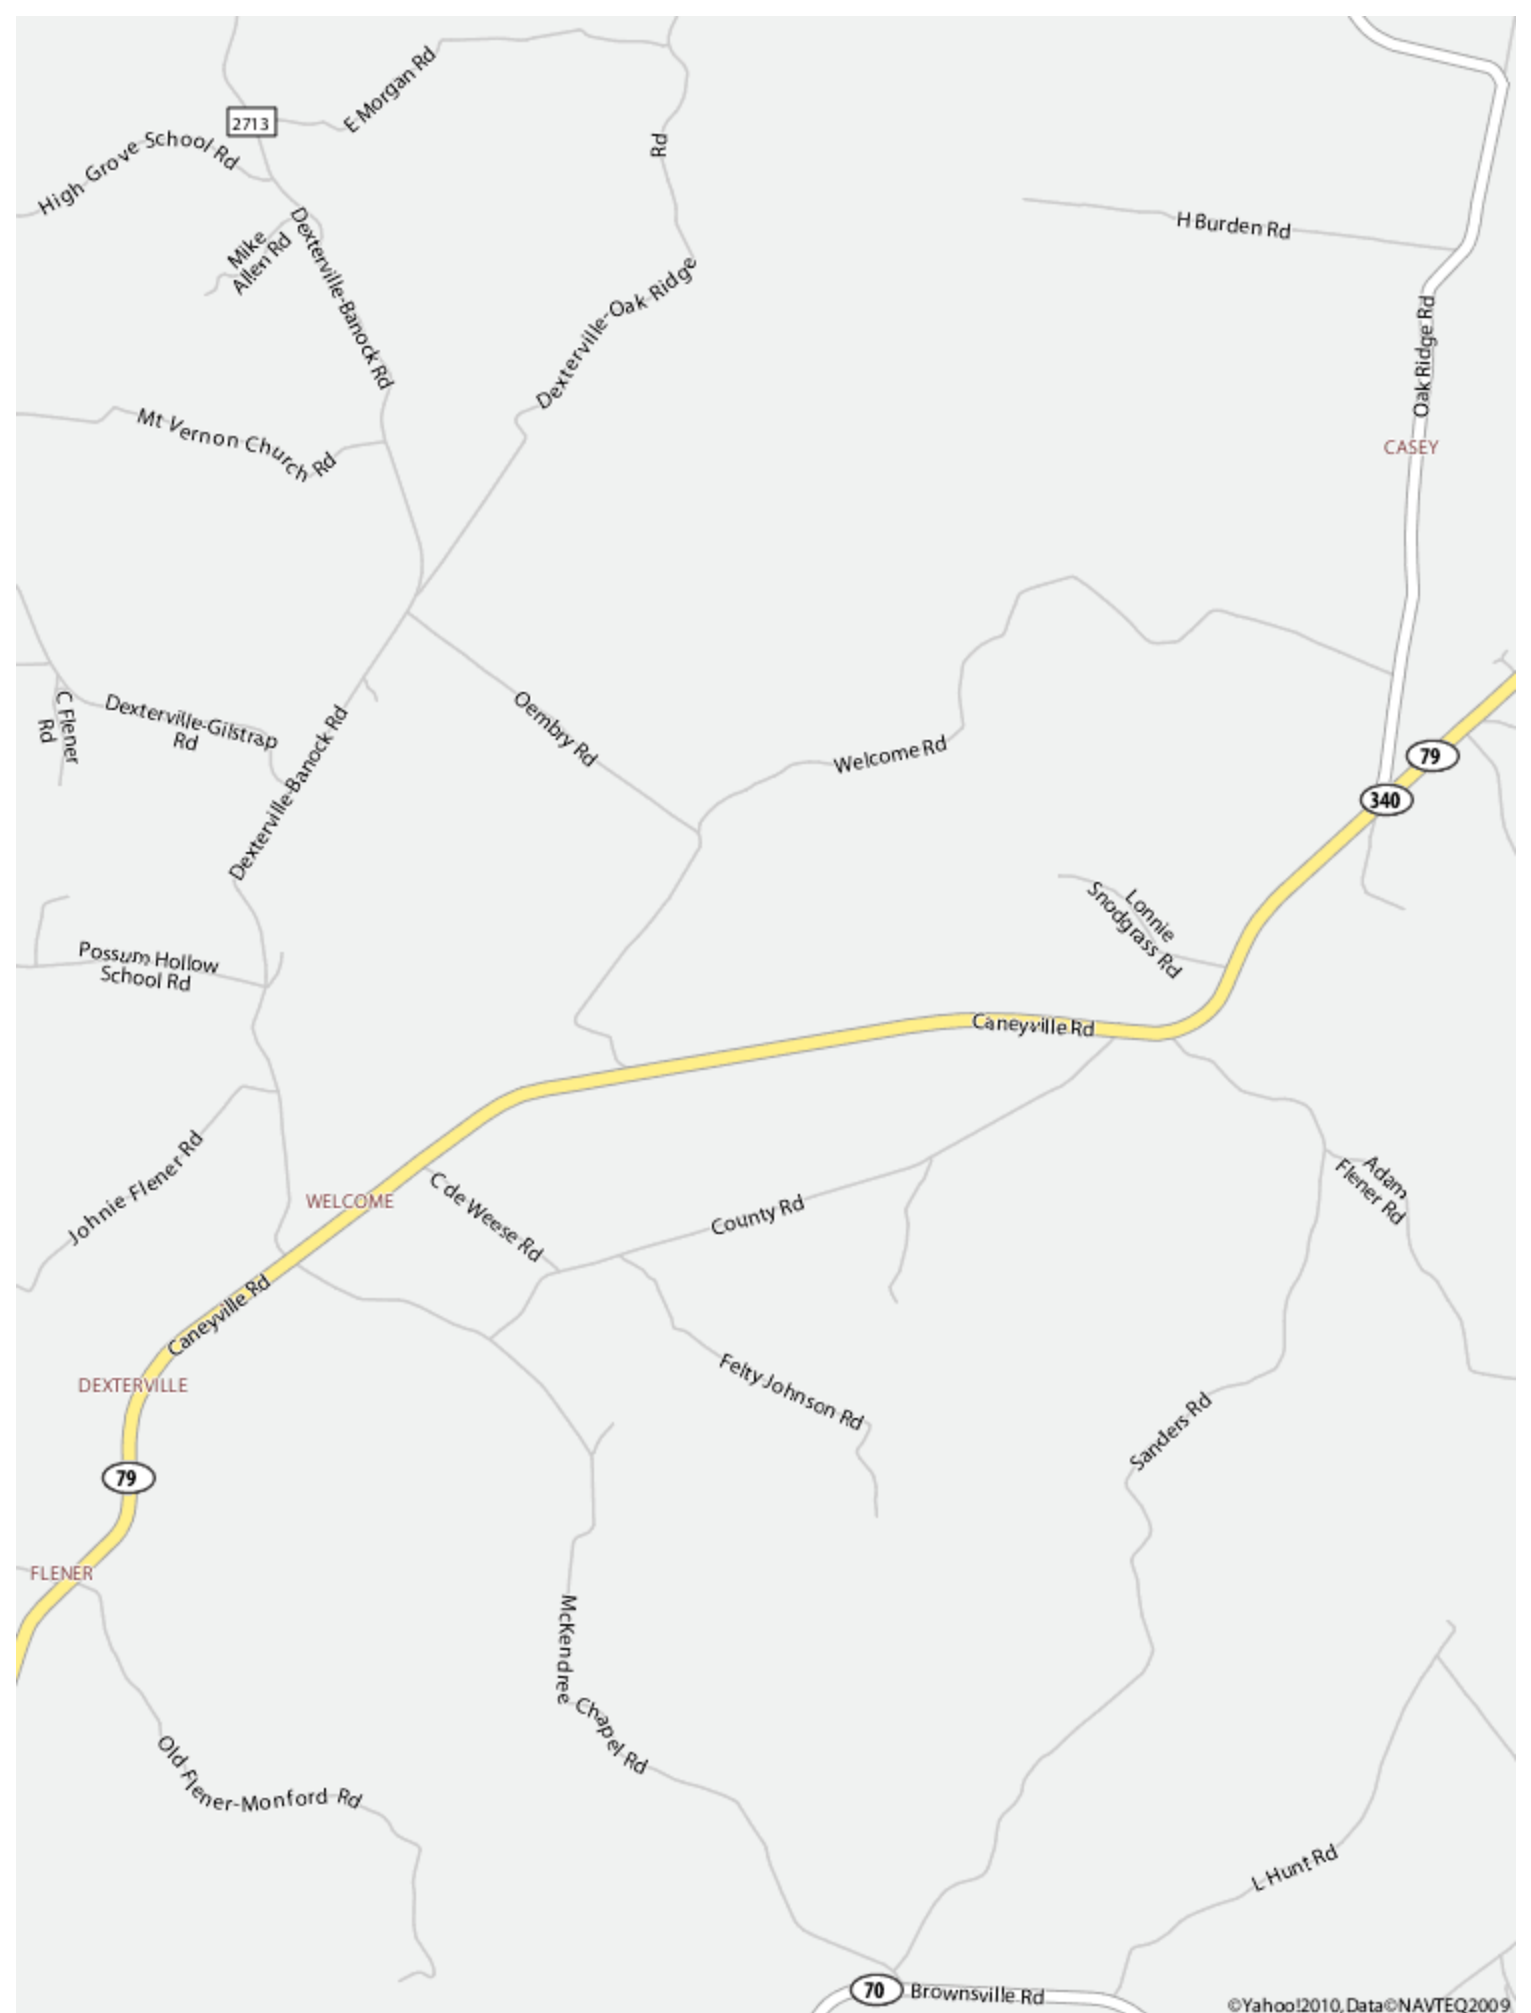 E Morgan Rd
2713
High Grove School Rd
Rd
Mike
Allen Rd
Dexterville-Banock Rd
H Burden Rd
Dexterville-Oak Ridge
Oak Ridge Rd
Mt Vernon Church Rd
CASEY
C Flener
Rd
Dexterville-Gilstrap
Rd
Dexterville-Banock Rd
Oembry Rd
Welcome Rd
79
340
Lonnie
Snodgrass Rd
Possum Hollow
School Rd
Caneyville Rd
Johnie Flener Rd
WELCOME
C de Weese Rd
County Rd
Adam
Flener Rd
Caneyville Rd
DEXTERVILLE
Felty Johnson Rd
Sanders Rd
79
FLENER
McKendree
Chapel Rd
Old Flener-Monford Rd
L Hunt Rd
70
Brownsville Rd
©Yahoo!2010, Data©NAVTEQ2009